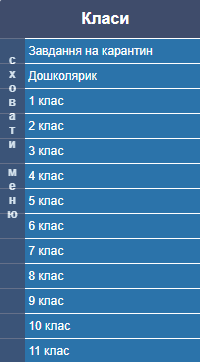 Класи
сховати меню
Завдання на карантин
Дошколярик
1 клас
2 клас
3 клас
4 клас
5 клас
6 клас
7 клас
8 клас
9 клас
10 клас
11 клас